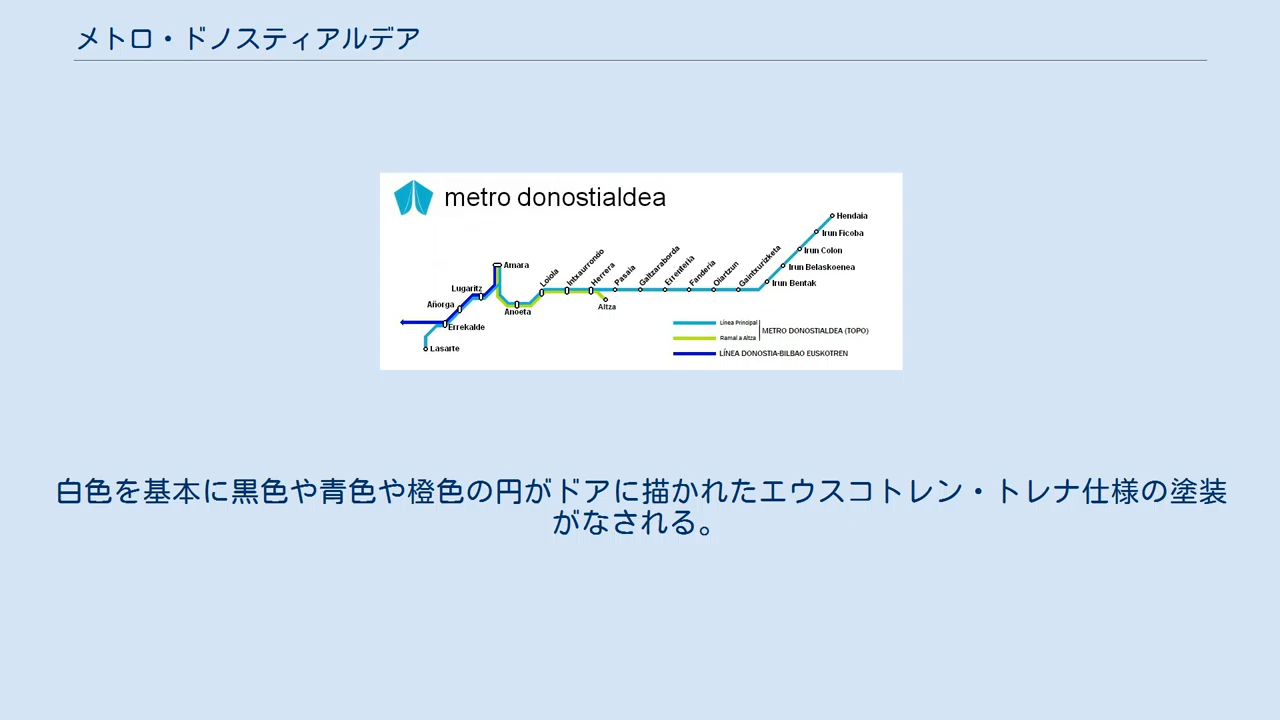 メトロ・ドノスティアルデア
metro donostialdea
Hendaia
Irun Ficoba
Irun Colon
Irun Belaskoenea
Irun Bentak
Gaintxurizketa
Oiartzun
Fanderia
Errenteria
Galtzaraborda
Pasaia
Herrera
Intxaurrondo
Loiola
Altza
Amara
Anoeta
Lugaritz
Añorga
Errekalde
Lasarte
Línea Principal
Ramal a Altza
METRO DONOSTIALDEA (TOPO)
LÍNEA DONOSTIA-BILBAO EUSKOTREN
白色を基本に黒色や青色や橙色の円がドアに描かれたエウスコトレン・トレナ仕様の塗装
がなされる。